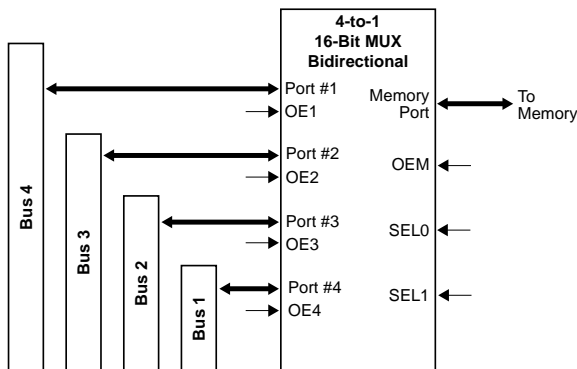 4-to-1
16-Bit MUX
Bidirectional
Port #1
OE1
Memory
Port
To
Memory
Port #2
OE2
OEM
Port #3
OE3
SEL0
Port #4
OE4
SEL1
Bus 4
Bus 3
Bus 2
Bus 1